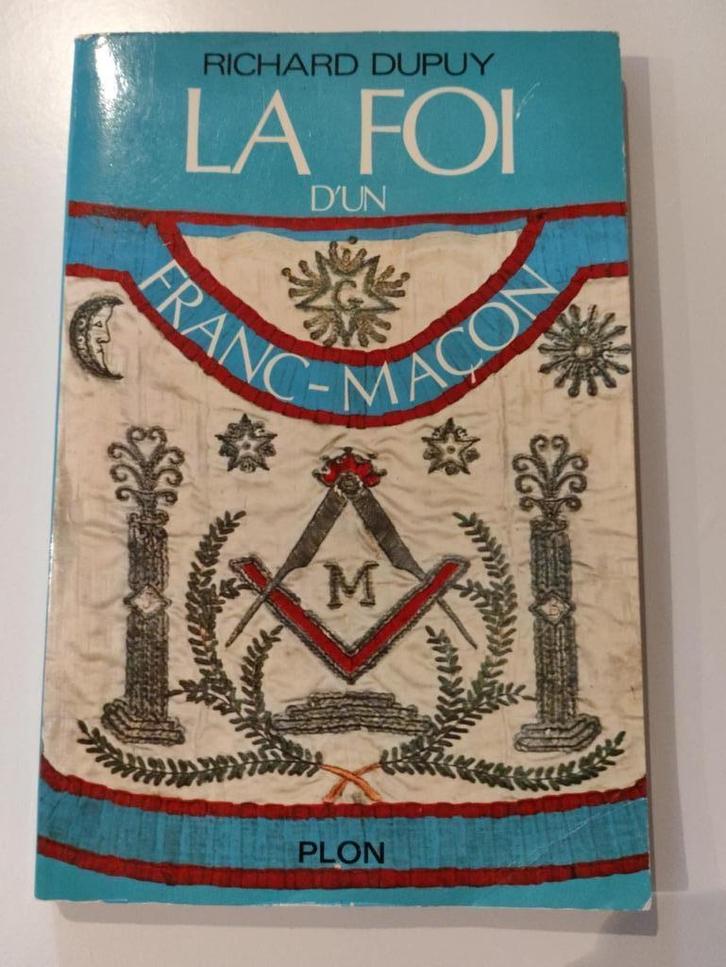 RICHARD DUPUY
LA FOI
D'UN
G
FRANC-MAÇON
M
PLON